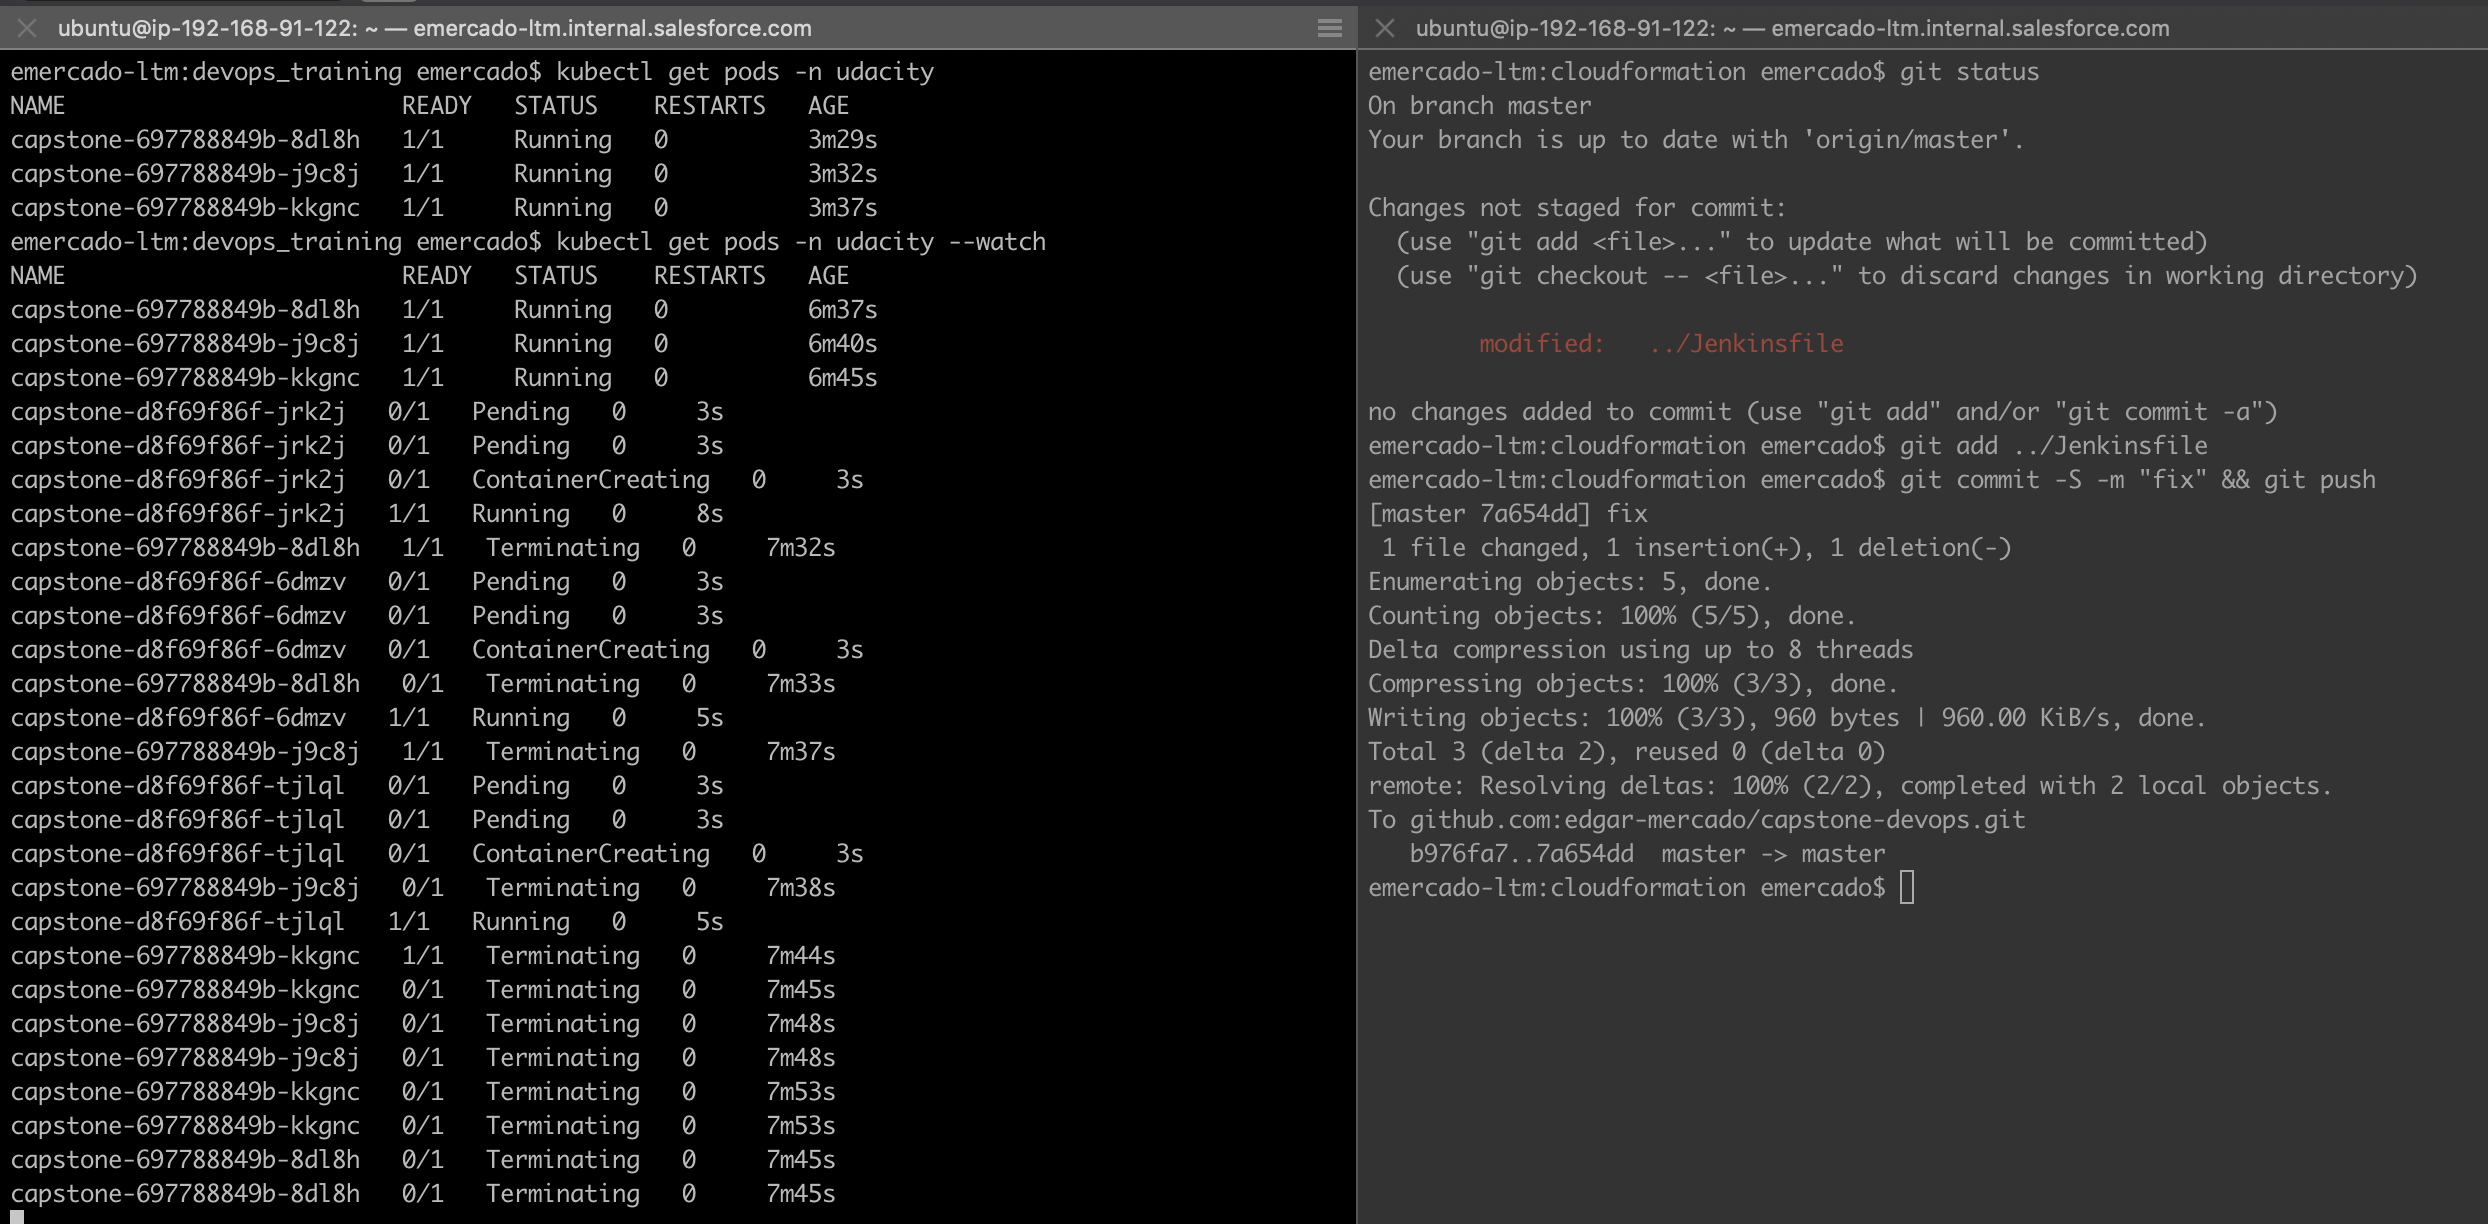 ubuntu@ip-192-168-91-122: ~ — emercado-ltm.internal.salesforce.com
emercado-ltm:devops_training emercado$ kubectl get pods -n udacity
NAME                        READY   STATUS    RESTARTS   AGE
capstone-697788849b-8dl8h   1/1     Running   0          3m29s
capstone-697788849b-j9c8j   1/1     Running   0          3m32s
capstone-697788849b-kkgnc   1/1     Running   0          3m37s
emercado-ltm:devops_training emercado$ kubectl get pods -n udacity --watch
NAME                        READY   STATUS    RESTARTS   AGE
capstone-697788849b-8dl8h   1/1     Running   0          6m37s
capstone-697788849b-j9c8j   1/1     Running   0          6m40s
capstone-697788849b-kkgnc   1/1     Running   0          6m45s
capstone-d8f69f86f-jrk2j   0/1   Pending   0     3s
capstone-d8f69f86f-jrk2j   0/1   Pending   0     3s
capstone-d8f69f86f-jrk2j   0/1   ContainerCreating   0     3s
capstone-d8f69f86f-jrk2j   1/1   Running   0     8s
capstone-697788849b-8dl8h   1/1   Terminating   0     7m32s
capstone-d8f69f86f-6dmzv   0/1   Pending   0     3s
capstone-d8f69f86f-6dmzv   0/1   Pending   0     3s
capstone-d8f69f86f-6dmzv   0/1   ContainerCreating   0     3s
capstone-697788849b-8dl8h   0/1   Terminating   0     7m33s
capstone-d8f69f86f-6dmzv   1/1   Running   0     5s
capstone-697788849b-j9c8j   1/1   Terminating   0     7m37s
capstone-d8f69f86f-tjlql   0/1   Pending   0     3s
capstone-d8f69f86f-tjlql   0/1   Pending   0     3s
capstone-d8f69f86f-tjlql   0/1   ContainerCreating   0     3s
capstone-697788849b-j9c8j   0/1   Terminating   0     7m38s
capstone-d8f69f86f-tjlql   1/1   Running   0     5s
capstone-697788849b-kkgnc   1/1   Terminating   0     7m44s
capstone-697788849b-kkgnc   0/1   Terminating   0     7m45s
capstone-697788849b-j9c8j   0/1   Terminating   0     7m48s
capstone-697788849b-j9c8j   0/1   Terminating   0     7m48s
capstone-697788849b-kkgnc   0/1   Terminating   0     7m53s
capstone-697788849b-kkgnc   0/1   Terminating   0     7m53s
capstone-697788849b-8dl8h   0/1   Terminating   0     7m45s
capstone-697788849b-8dl8h   0/1   Terminating   0     7m45s
ubuntu@ip-192-168-91-122: ~ — emercado-ltm.internal.salesforce.com
emercado-ltm:cloudformation emercado$ git status
On branch master
Your branch is up to date with 'origin/master'.
Changes not staged for commit:
  (use "git add <file>..." to update what will be committed)
  (use "git checkout -- <file>..." to discard changes in working directory)
        modified:   ../Jenkinsfile
no changes added to commit (use "git add" and/or "git commit -a")
emercado-ltm:cloudformation emercado$ git add ../Jenkinsfile
emercado-ltm:cloudformation emercado$ git commit -S -m "fix" && git push
[master 7a654dd] fix
 1 file changed, 1 insertion(+), 1 deletion(-)
Enumerating objects: 5, done.
Counting objects: 100% (5/5), done.
Delta compression using up to 8 threads
Compressing objects: 100% (3/3), done.
Writing objects: 100% (3/3), 960 bytes | 960.00 KiB/s, done.
Total 3 (delta 2), reused 0 (delta 0)
remote: Resolving deltas: 100% (2/2), completed with 2 local objects.
To github.com:edgar-mercado/capstone-devops.git
   b976fa7..7a654dd  master -> master
emercado-ltm:cloudformation emercado$